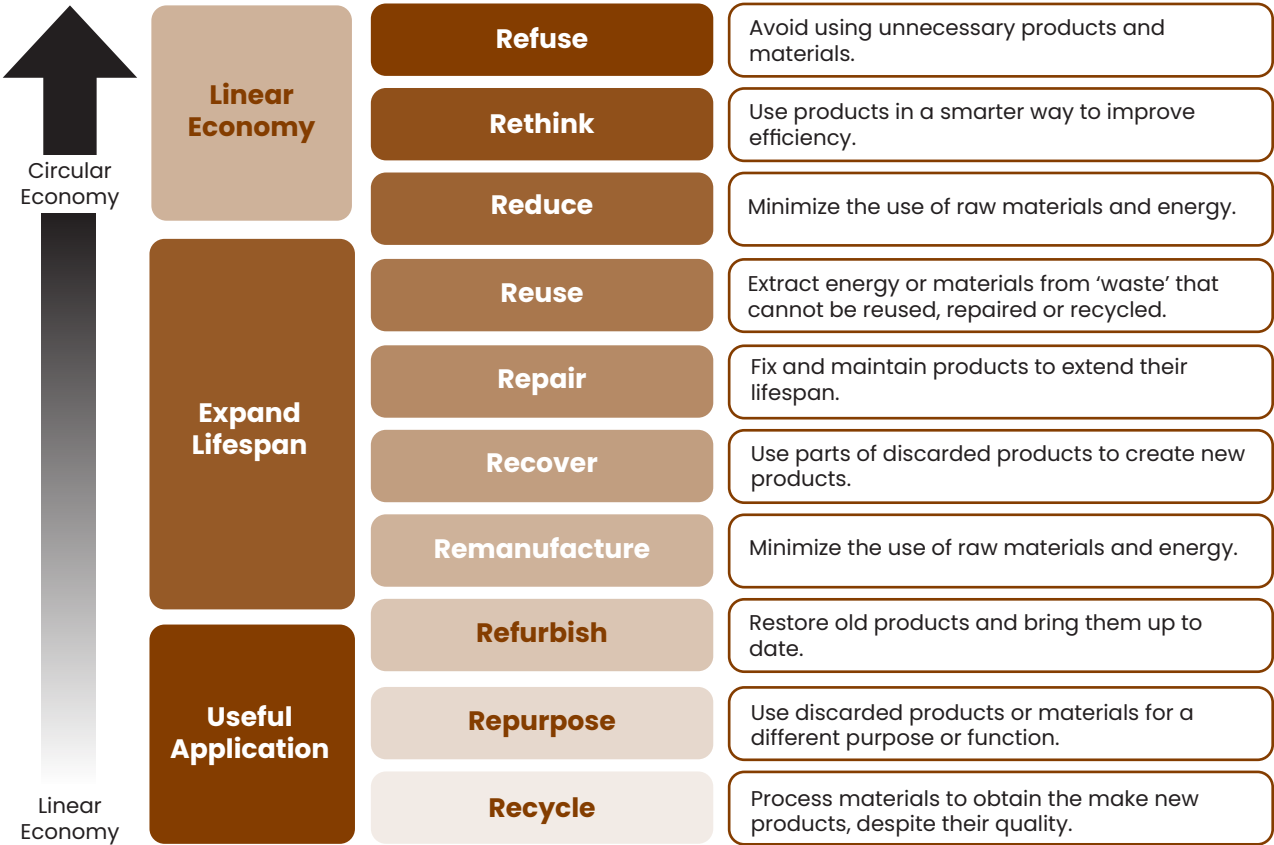 Circular
Economy
Linear
Economy
Linear
Economy
Expand
Lifespan
Useful
Application
Refuse
Avoid using unnecessary products and
materials.
Rethink
Use products in a smarter way to improve
efficiency.
Reduce
Minimize the use of raw materials and energy.
Reuse
Extract energy or materials from ‘waste’ that
cannot be reused, repaired or recycled.
Repair
Fix and maintain products to extend their
lifespan.
Recover
Use parts of discarded products to create new
products.
Remanufacture
Minimize the use of raw materials and energy.
Refurbish
Restore old products and bring them up to
date.
Repurpose
Use discarded products or materials for a
different purpose or function.
Recycle
Process materials to obtain the make new
products, despite their quality.